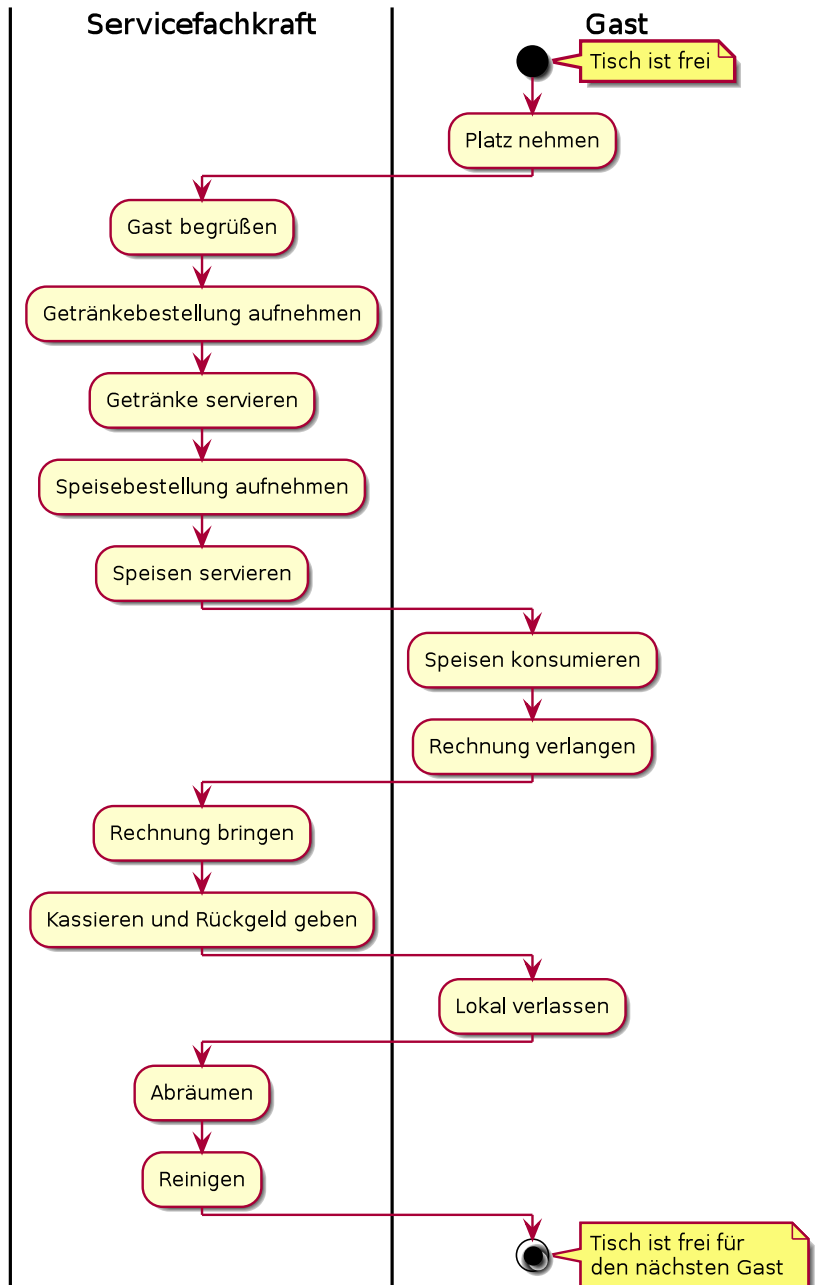 Servicefachkraft
Gast
Tisch ist frei
Platz nehmen
Gast begrüßen
Getränkebestellung aufnehmen
Getränke servieren
Speisebestellung aufnehmen
Speisen servieren
Speisen konsumieren
Rechnung verlangen
Rechnung bringen
Kassieren und Rückgeld geben
Lokal verlassen
Abräumen
Reinigen
Tisch ist frei für
den nächsten Gast